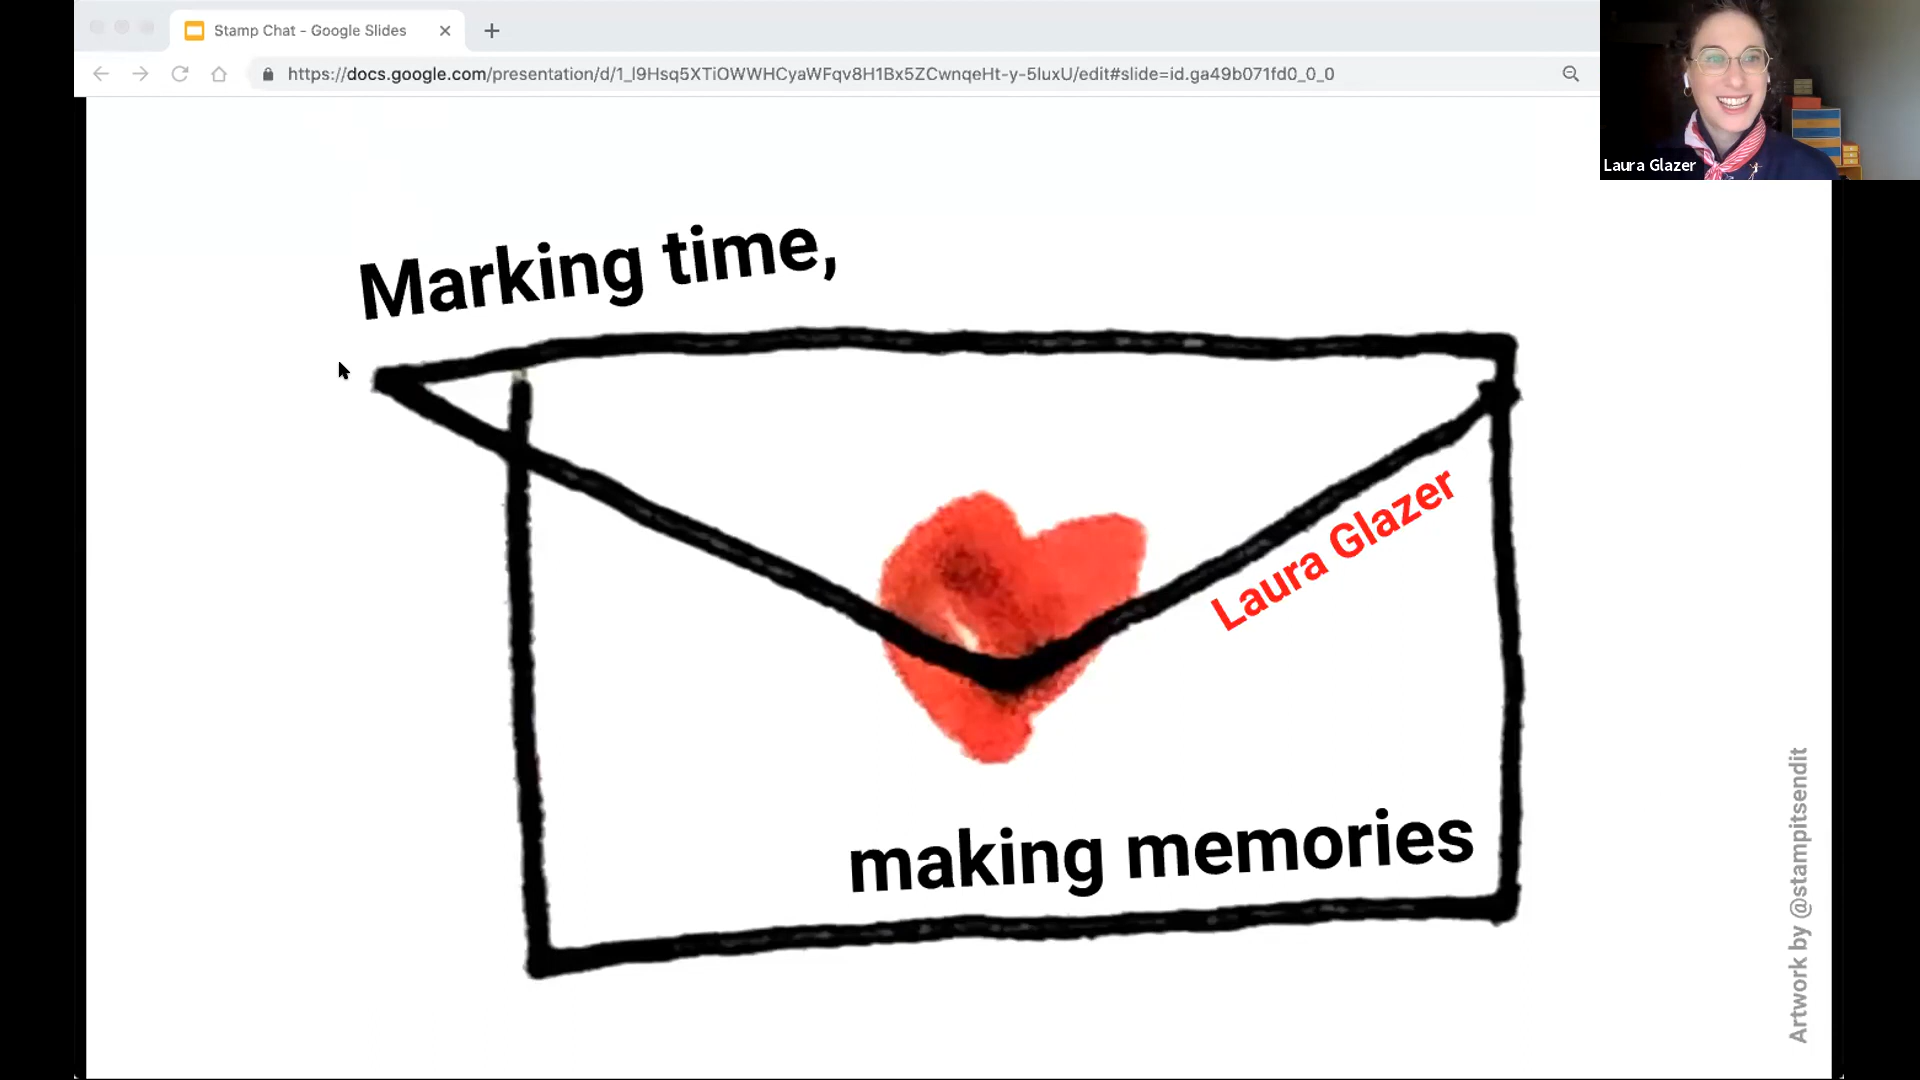 Stamp Chat - Google Slides
https://docs.google.com/presentation/d/1_I9Hsq5XTiOWWHCyaWFqv8H1Bx5ZCwnqeHt-y-5luxU/edit#slide=id.ga49b071fd0_0_0
Laura Glazer
Marking time,
Laura Glazer
making memories
Artwork by @stampitsendit